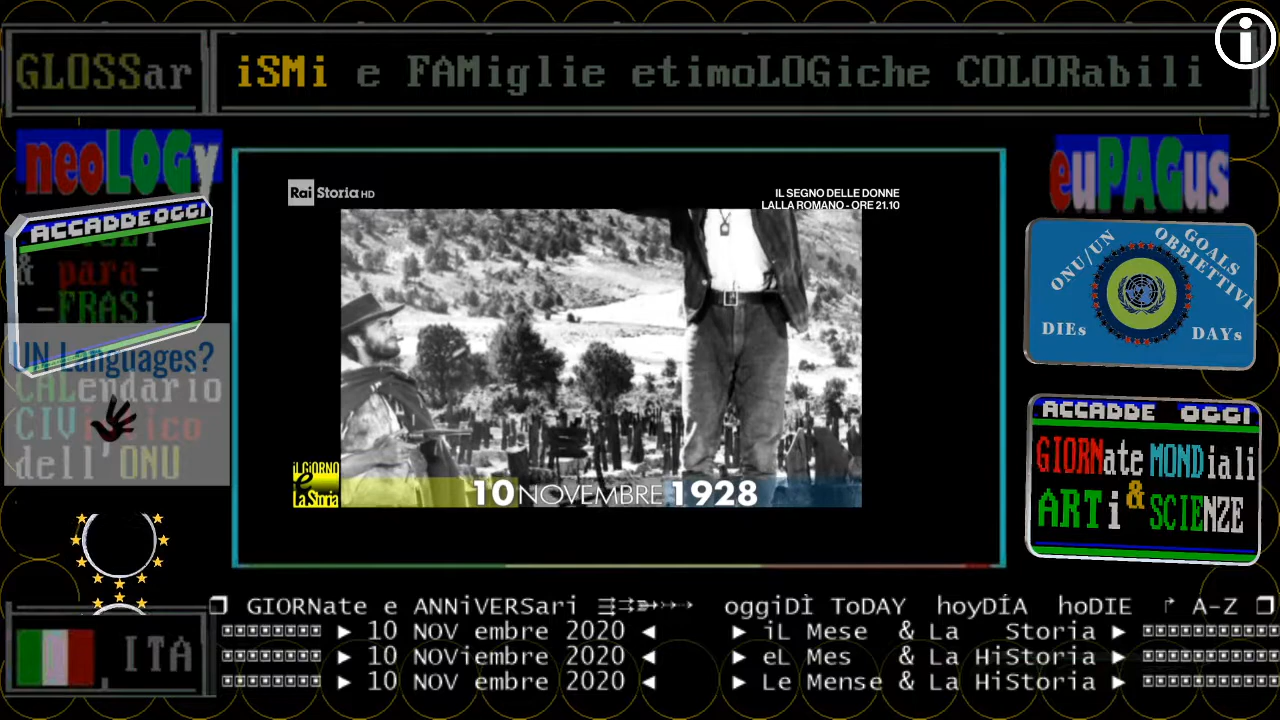 GLOSSar
iSMi e FAMiglie etimoLOGiche COLORabili
neoLOGy
ACCADDE OGGI
& para-
-FRASi
UN Languages?
CALendario
CIVi
co
dell'ONU
ITA
Rai Storia HD
IL SEGNO DELLE DONNE
LALLA ROMANO - ORE 21.10
iL GiORNO
e
La Storia
10 NOVEMBRE 1928
euPAGus
ONU/UN
GOALS
OBBIETTIVI
DIEs
DAYs
ACCADDE OGGI
GIORNate MONDiali
ARTi & SCIENZE
GIORNate e ANNiVERSari oggiDÌ ToDAY hoyDÍA hoDIE A-Z
10 NOV embre 2020 iL Mese & La Storia
10 NOViembre 2020 eL Mes & La HiStoria
10 NOV embre 2020 Le Mense & La HiStoria